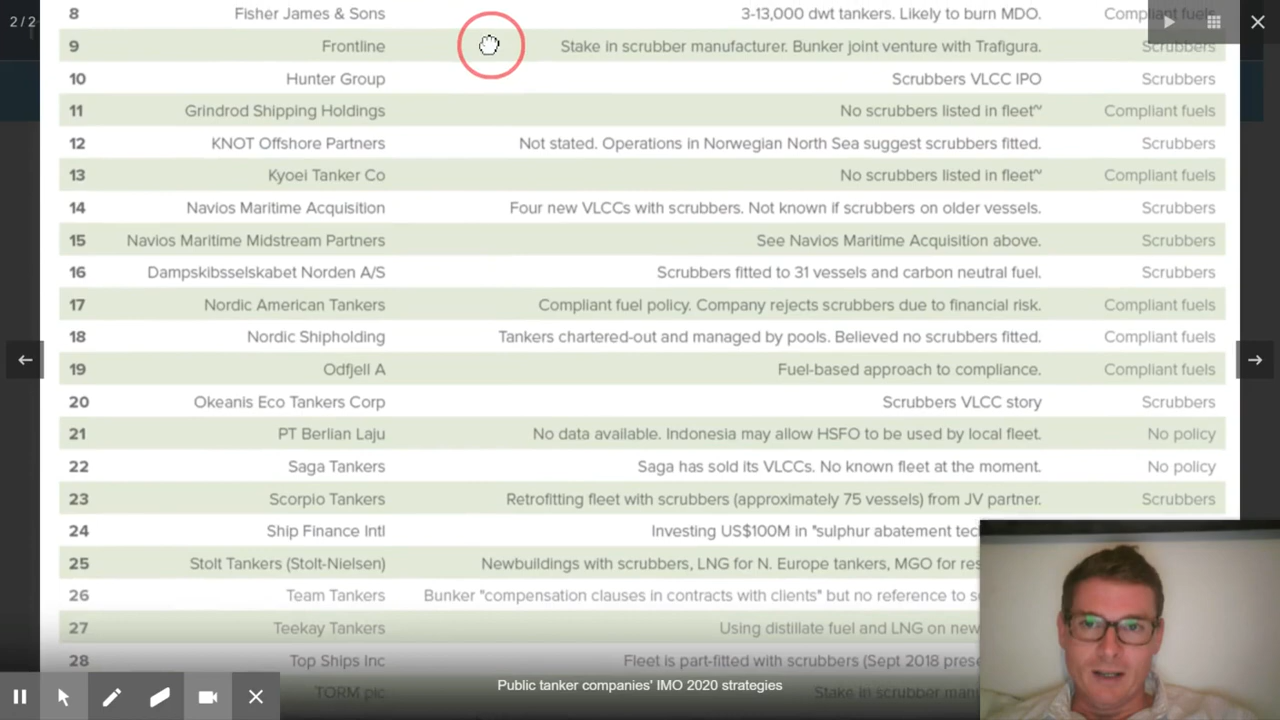 2/2
8 Fisher James & Sons 3-13,000 dwt tankers. Likely to burn MDO. Compliant fuels
9 Frontline Stake in scrubber manufacturer. Bunker joint venture with Trafigura. Scrubbers
10 Hunter Group Scrubbers VLCC IPO Scrubbers
11 Grindrod Shipping Holdings No scrubbers listed in fleet~ Compliant fuels
12 KNOT Offshore Partners Not stated. Operations in Norwegian North Sea suggest scrubbers fitted. Scrubbers
13 Kyoei Tanker Co No scrubbers listed in fleet~ Compliant fuels
14 Navios Maritime Acquisition Four new VLCCs with scrubbers. Not known if scrubbers on older vessels. Scrubbers
15 Navios Maritime Midstream Partners See Navios Maritime Acquisition above. Scrubbers
16 Dampskibsselskabet Norden A/S Scrubbers fitted to 31 vessels and carbon neutral fuel. Scrubbers
17 Nordic American Tankers Compliant fuel policy. Company rejects scrubbers due to financial risk. Compliant fuels
18 Nordic Shipholding Tankers chartered-out and managed by pools. Believed no scrubbers fitted. Compliant fuels
19 Odfjell A Fuel-based approach to compliance. Compliant fuels
20 Okeanis Eco Tankers Corp Scrubbers VLCC story Scrubbers
21 PT Berlian Laju No data available. Indonesia may allow HSFO to be used by local fleet. No policy
22 Saga Tankers Saga has sold its VLCCs. No known fleet at the moment. No policy
23 Scorpio Tankers Retrofitting fleet with scrubbers (approximately 75 vessels) from JV partner. Scrubbers
24 Ship Finance Intl Investing US$100M in "sulphur abatement
25 Stolt Tankers (Stolt-Nielsen) Newbuildings with scrubbers, LNG for N. Europe tankers, MGO for
26 Team Tankers Bunker "compensation clauses in contracts with clients" but no reference to
27 Teekay Tankers Using distillate fuel and LNG on
28 Top Ships Inc Fleet is part-fitted with scrubbers (Sept 2018
Public tanker companies' IMO 2020 strategies
TORM plc Stake in scrubber